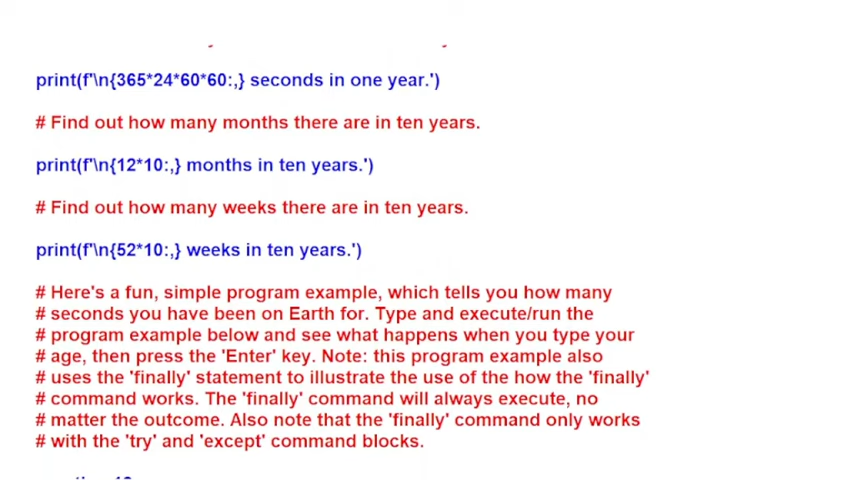 print(f'\n{365*24*60*60:,} seconds in one year.')
# Find out how many months there are in ten years.
print(f'\n{12*10:,} months in ten years.')
# Find out how many weeks there are in ten years.
print(f'\n{52*10:,} weeks in ten years.')
# Here's a fun, simple program example, which tells you how many
# seconds you have been on Earth for. Type and execute/run the
# program example below and see what happens when you type your
# age, then press the 'Enter' key. Note: this program example also
# uses the 'finally' statement to illustrate the use of the how the 'finally'
# command works. The 'finally' command will always execute, no
# matter the outcome. Also note that the 'finally' command only works
# with the 'try' and 'except' command blocks.